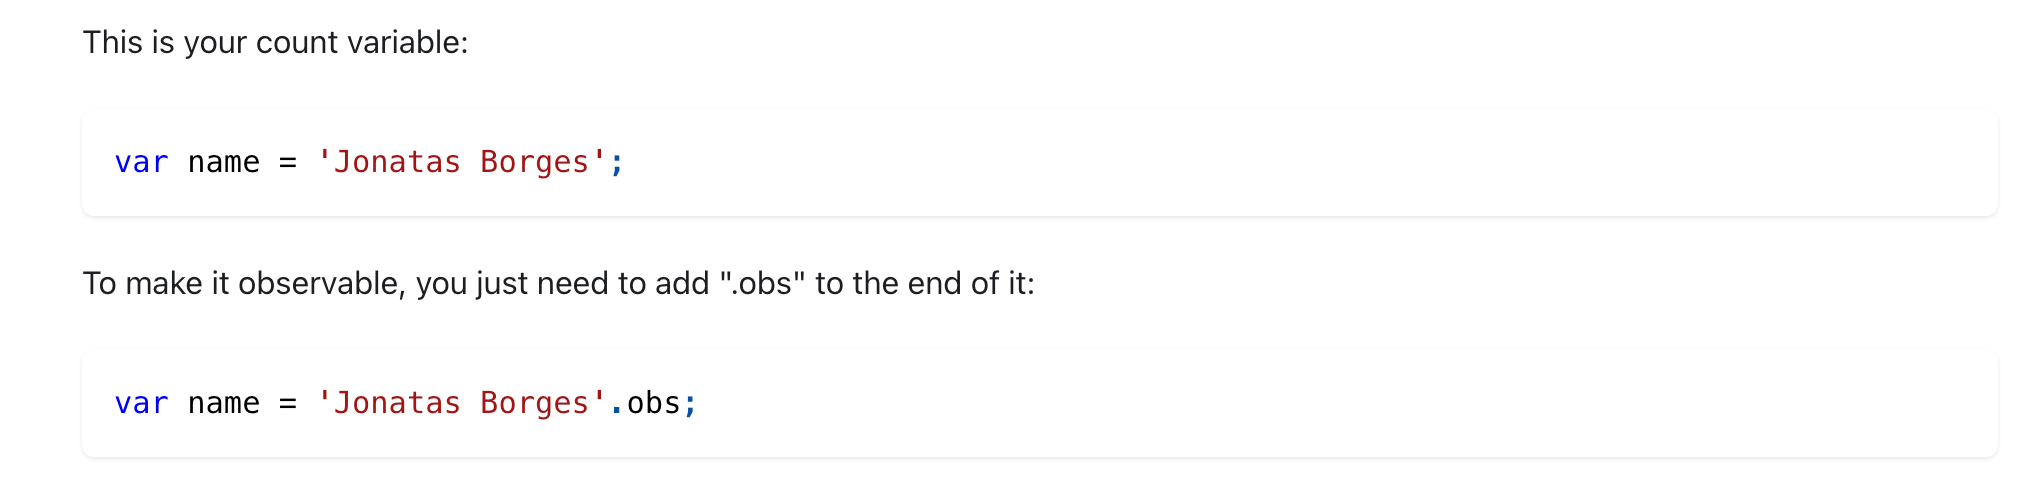 This is your count variable:
var name = 'Jonatas Borges';
To make it observable, you just need to add ".obs" to the end of it:
var name = 'Jonatas Borges'.obs;